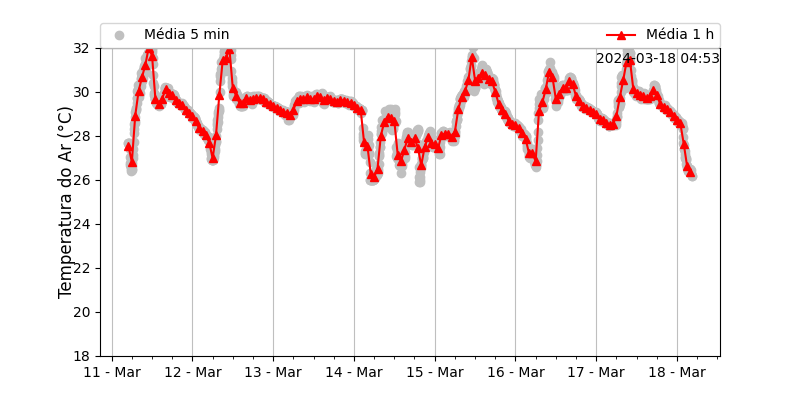 Média 5 min
Média 1 h
2024-03-18 04:53
Temperatura do Ar (°C)
32
30
28
26
24
22
20
18
11 - Mar
12 - Mar
13 - Mar
14 - Mar
15 - Mar
16 - Mar
17 - Mar
18 - Mar